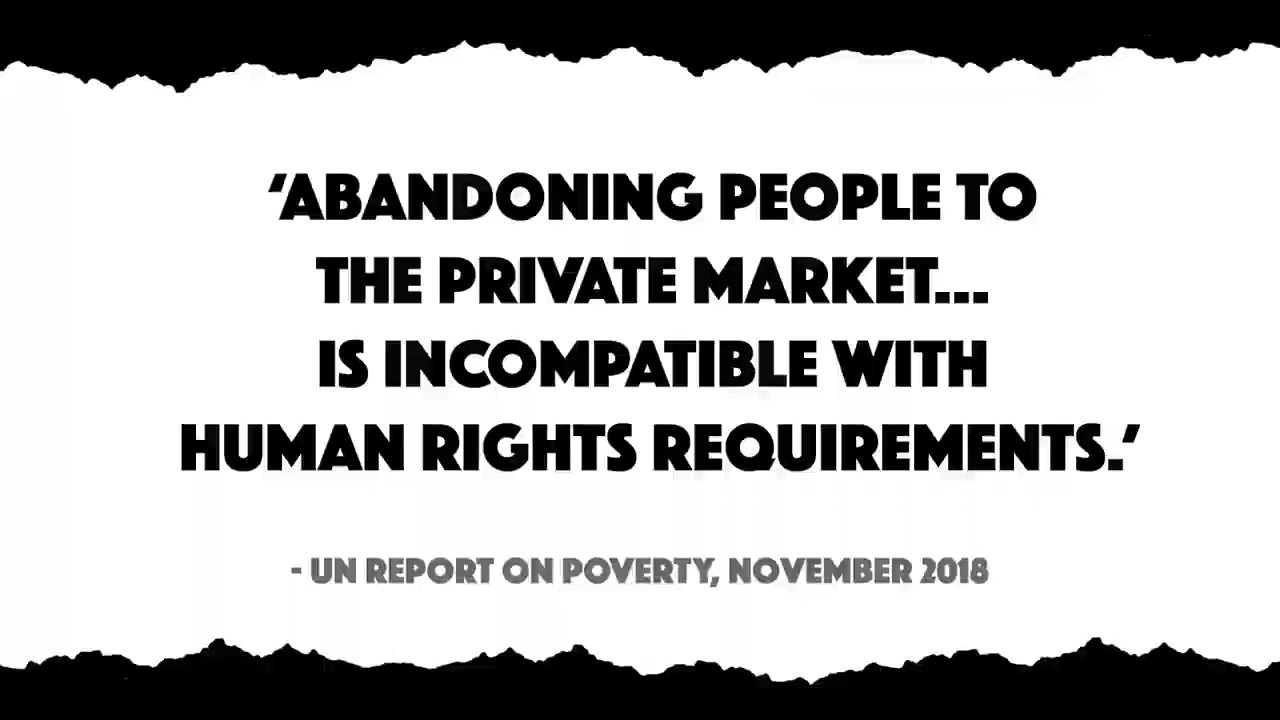 ‘ABANDONING PEOPLE TO
THE PRIVATE MARKET...
IS INCOMPATIBLE WITH
HUMAN RIGHTS REQUIREMENTS.’
- UN REPORT ON POVERTY, NOVEMBER 2018